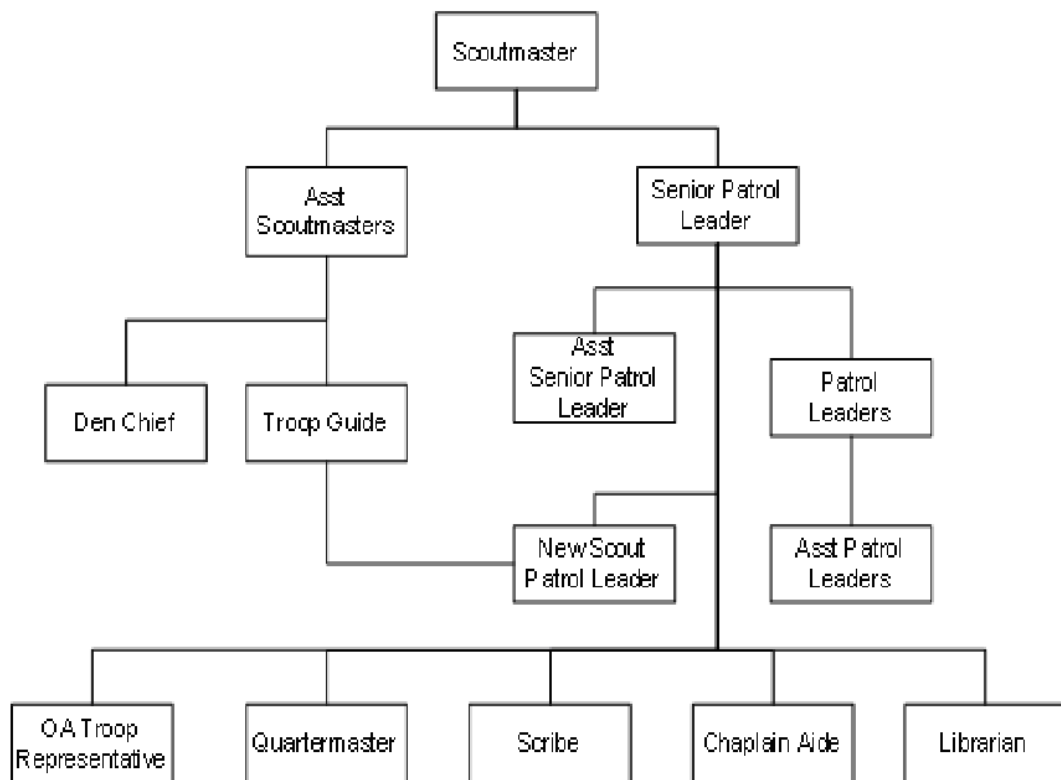 Scoutmaster
Asst
Scoutmasters
Senior Patrol
Leader
Asst
Senior Patrol
Leader
Patrol
Leaders
Den Chief
Troop Guide
New Scout
Patrol Leader
Asst Patrol
Leaders
OA Troop
Representative
Quartermaster
Scribe
Chaplain Aide
Librarian